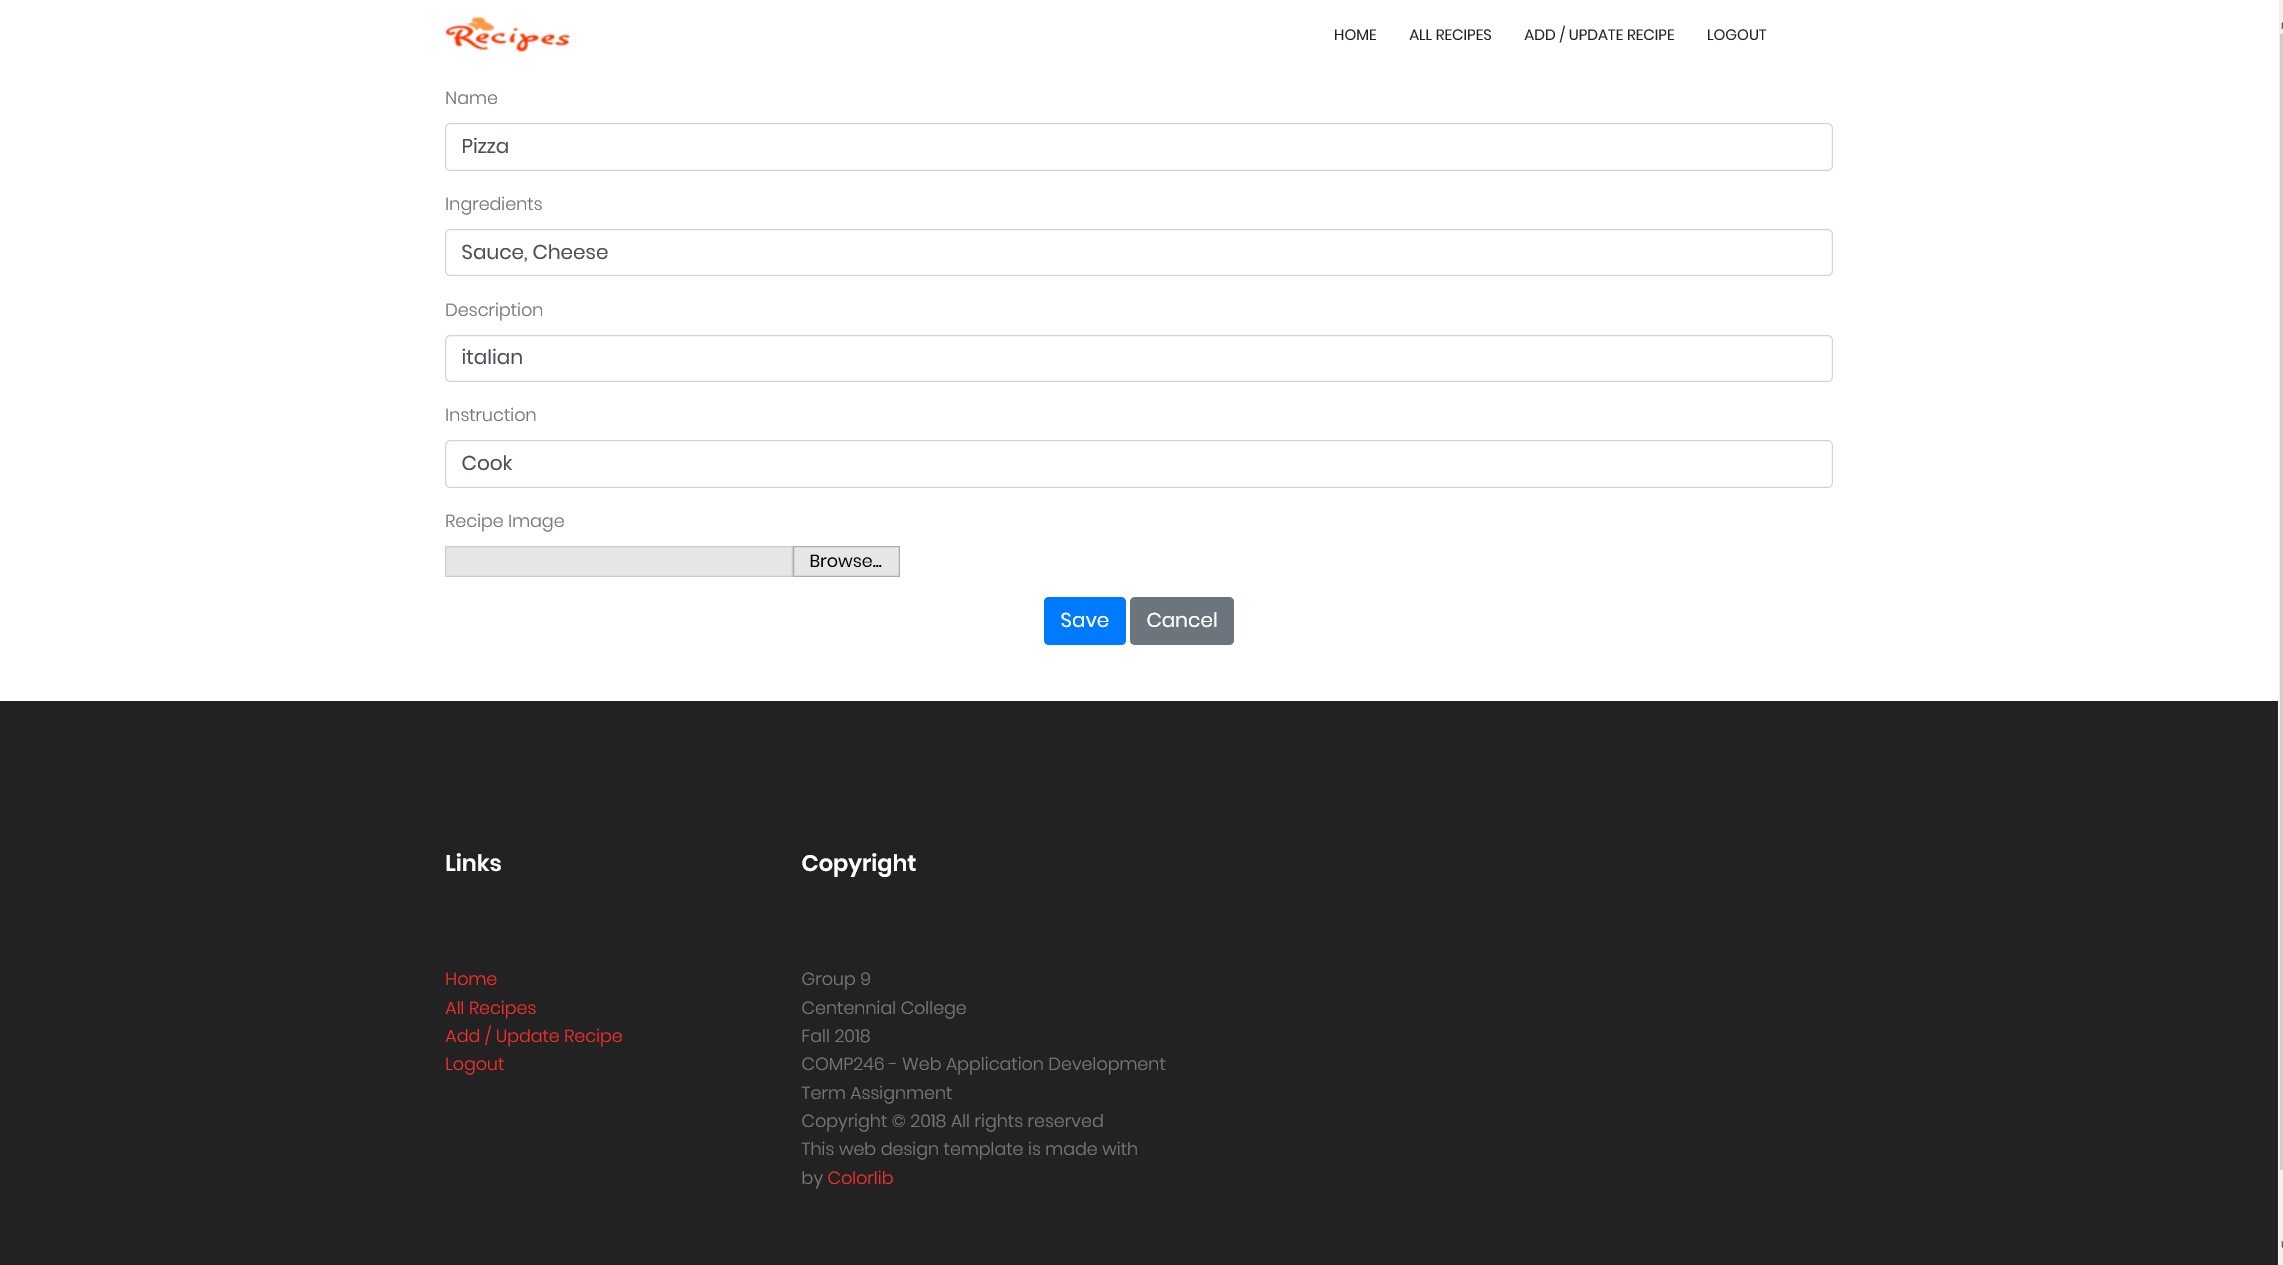 Recipes
HOME ALL RECIPES ADD / UPDATE RECIPE LOGOUT
Name
Pizza
Ingredients
Sauce, Cheese
Description
italian
Instruction
Cook
Recipe Image
Browse...
Save Cancel
Links
Home
All Recipes
Add / Update Recipe
Logout
Copyright
Group 9
Centennial College
Fall 2018
COMP246 - Web Application Development
Term Assignment
Copyright © 2018 All rights reserved
This web design template is made with
by Colorlib